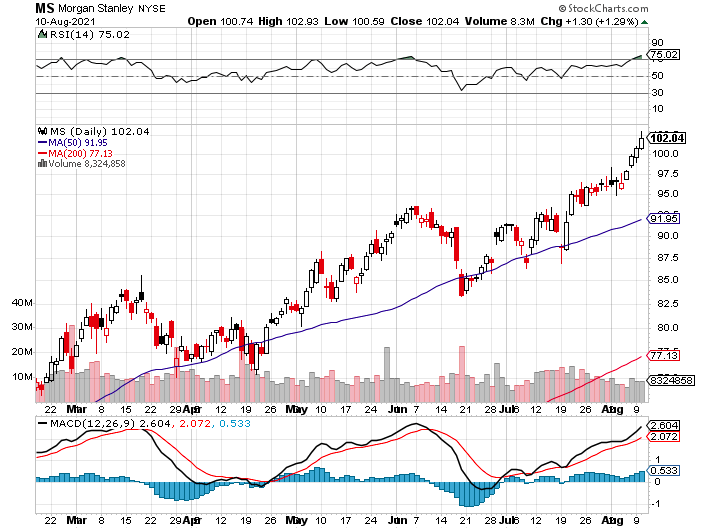 MS Morgan Stanley NYSE
© StockCharts.com
10-Aug-2021
Open 100.74 High 102.93 Low 100.59 Close 102.04 Volume 8.3M Chg +1.30 (+1.29%)
RSI(14) 75.02
90
75.02
50
30
10
MS (Daily) 102.04
MA(50) 91.95
MA(200) 77.13
Volume 8,324,858
102.04
100.0
97.5
95.0
91.95
90.0
87.5
85.0
82.5
80.0
77.13
8324858
40M
30M
20M
10M
22 Mar 8 15 22 29 Apr 12 19 26 May 10 17 24 Jun 7 14 21 28 Jul 6 12 19 26 Aug 9
MACD(12,26,9) 2.604, 2.072, 0.533
2.604
2.072
1
0.533
0
-1
22 Mar 8 15 22 29 Apr 12 19 26 May 10 17 24 Jun 7 14 21 28 Jul 6 12 19 26 Aug 9